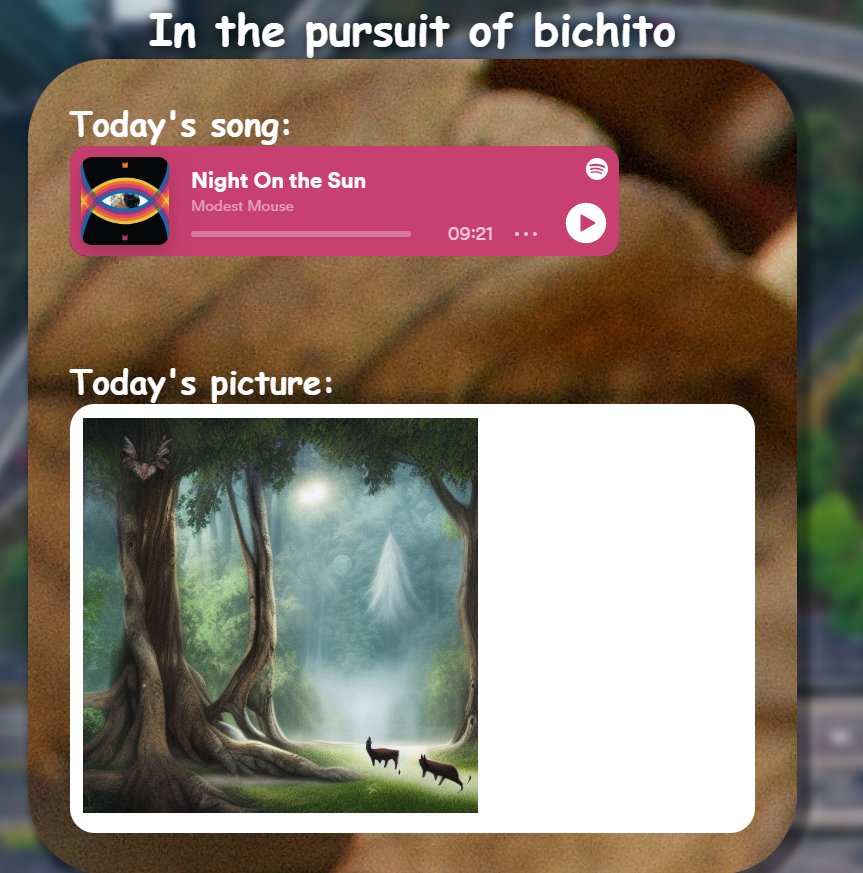 In the pursuit of bichito
Today's song:
Night On the Sun
Modest Mouse
09:21
Today's picture: